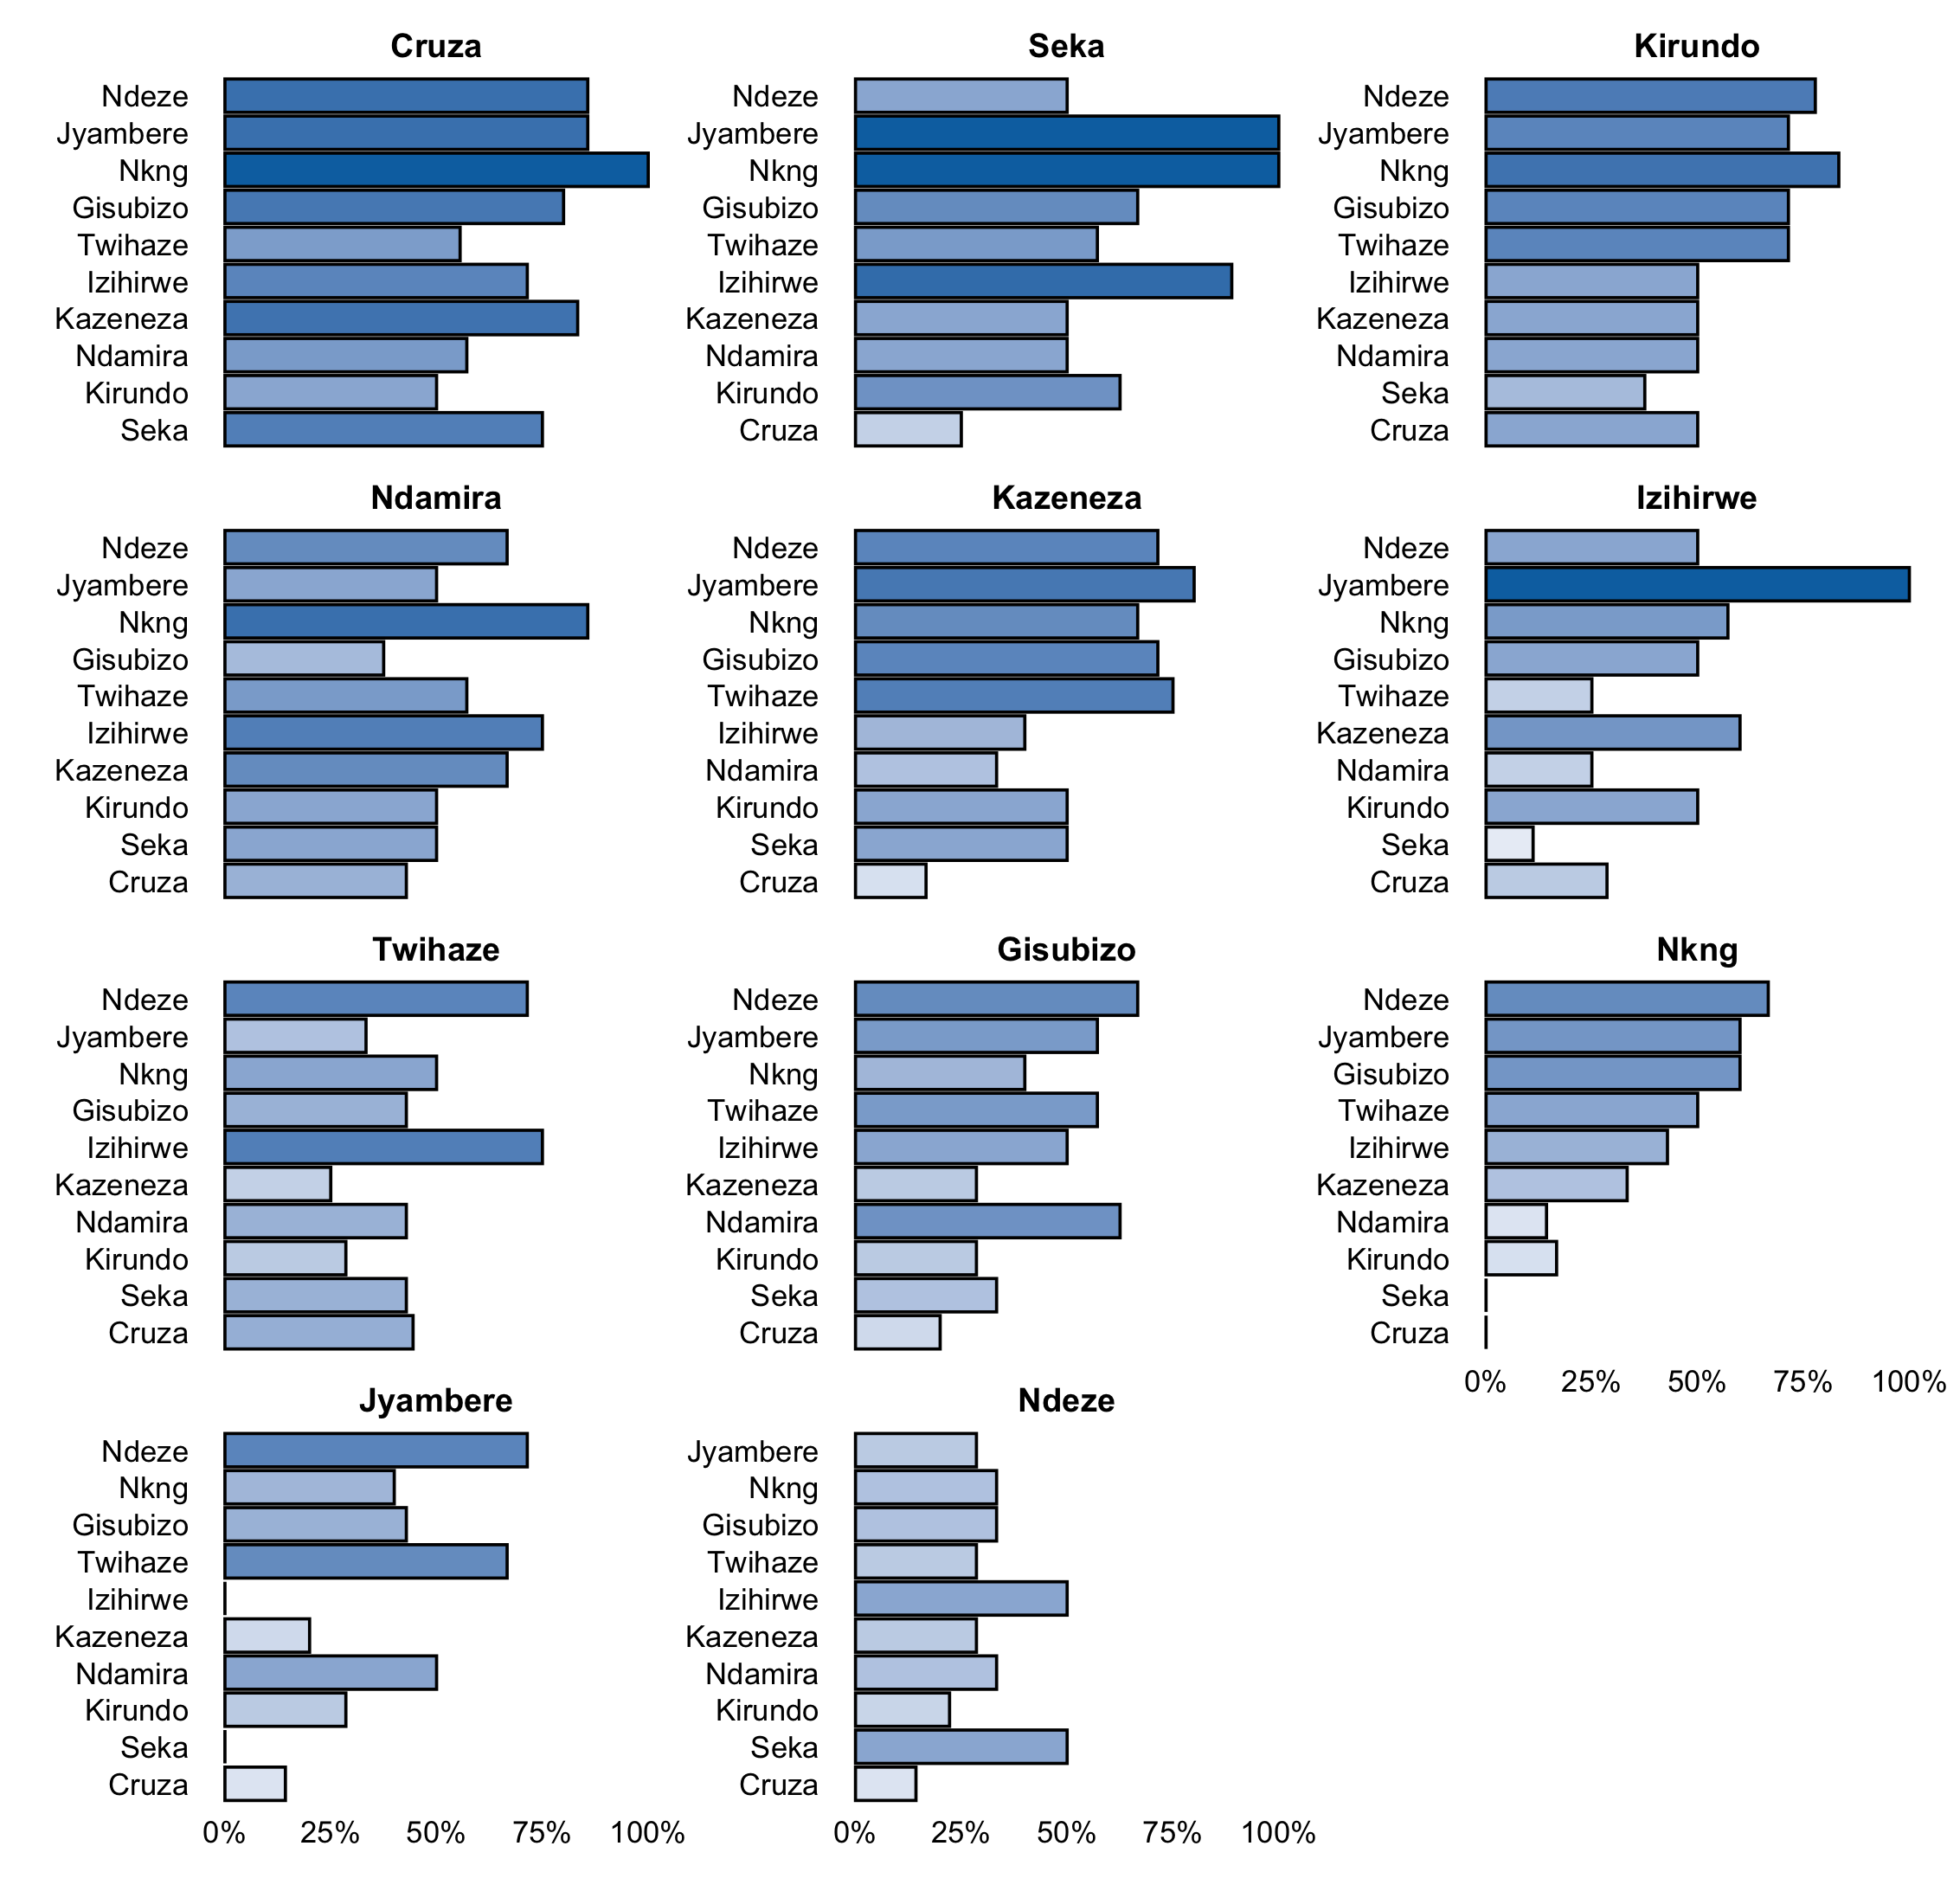 Cruza
Ndeze
Jyambere
Nkng
Gisubizo
Twihaze
Izihirwe
Kazeneza
Ndamira
Kirundo
Seka
Seka
Ndeze
Jyambere
Nkng
Gisubizo
Twihaze
Izihirwe
Kazeneza
Ndamira
Kirundo
Cruza
Kirundo
Ndeze
Jyambere
Nkng
Gisubizo
Twihaze
Izihirwe
Kazeneza
Ndamira
Seka
Cruza
Ndamira
Ndeze
Jyambere
Nkng
Gisubizo
Twihaze
Izihirwe
Kazeneza
Kirundo
Seka
Cruza
Kazeneza
Ndeze
Jyambere
Nkng
Gisubizo
Twihaze
Izihirwe
Ndamira
Kirundo
Seka
Cruza
Izihirwe
Ndeze
Jyambere
Nkng
Gisubizo
Twihaze
Kazeneza
Ndamira
Kirundo
Seka
Cruza
Twihaze
Ndeze
Jyambere
Nkng
Gisubizo
Izihirwe
Kazeneza
Ndamira
Kirundo
Seka
Cruza
Gisubizo
Ndeze
Jyambere
Nkng
Twihaze
Izihirwe
Kazeneza
Ndamira
Kirundo
Seka
Cruza
Nkng
Ndeze
Jyambere
Gisubizo
Twihaze
Izihirwe
Kazeneza
Ndamira
Kirundo
Seka
Cruza
0% 25% 50% 75% 100%
Jyambere
Ndeze
Nkng
Gisubizo
Twihaze
Izihirwe
Kazeneza
Ndamira
Kirundo
Seka
Cruza
0% 25% 50% 75% 100%
Ndeze
Jyambere
Nkng
Gisubizo
Twihaze
Izihirwe
Kazeneza
Ndamira
Kirundo
Seka
Cruza
0% 25% 50% 75% 100%